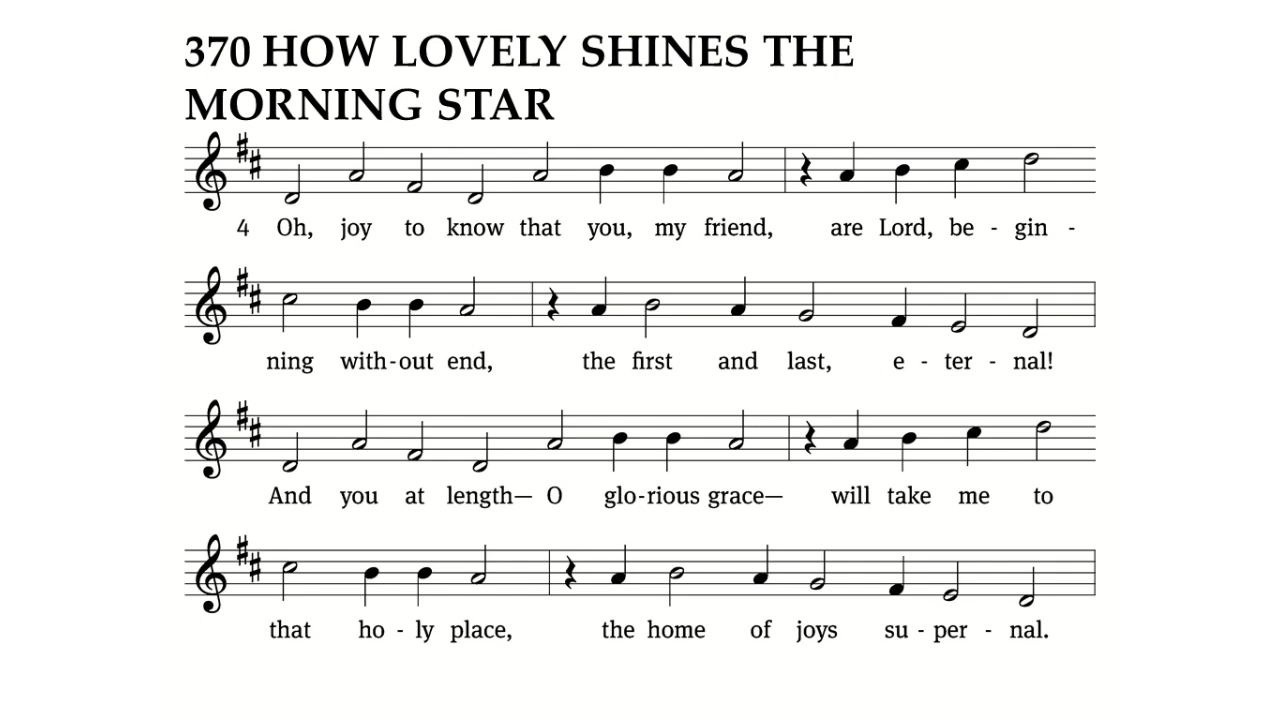 370 HOW LOVELY SHINES THE
MORNING STAR
4 Oh, joy to know that you, my friend, are Lord, be - gin -
ning with-out end, the first and last, e - ter - nal!
And you at length— O glo-rious grace— will take me to
that ho - ly place, the home of joys su - per - nal.